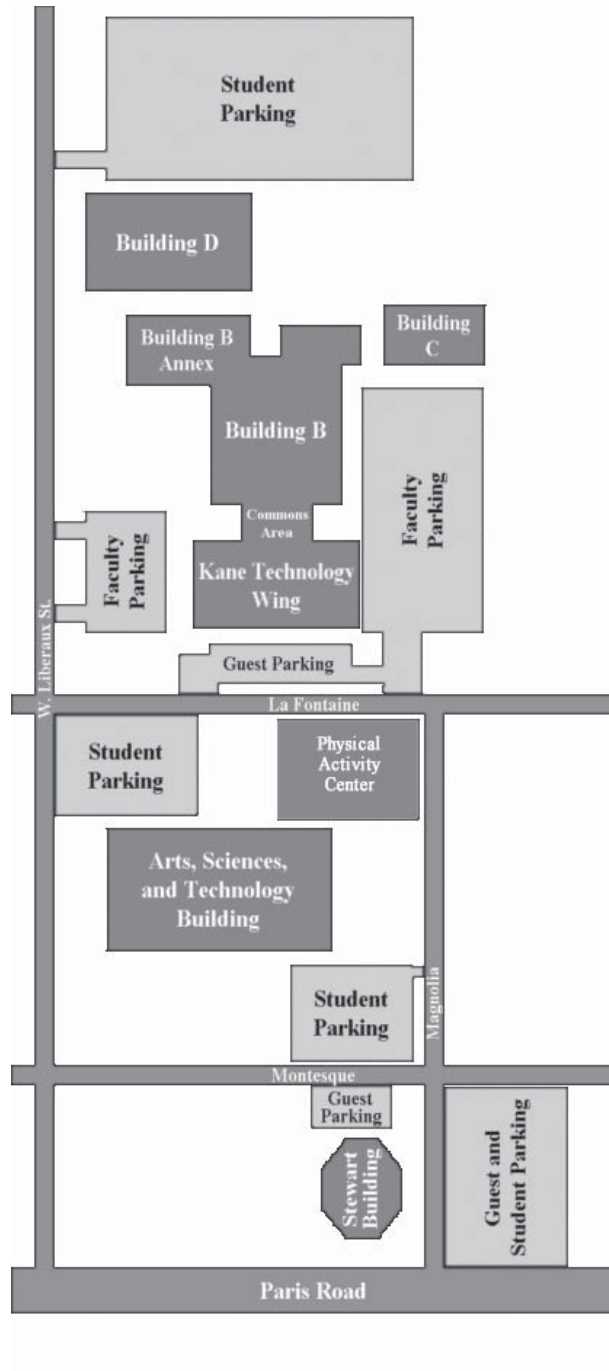 Student
Parking
Building D
Building B
Annex
Building
C
Building B
Commons
Area
Faculty
Parking
Kane Technology
Wing
Faculty
Parking
W. Liberaux St.
Guest Parking
La Fontaine
Student
Parking
Physical
Activity
Center
Arts, Sciences,
and Technology
Building
Student
Parking
Magnolia
Montesque
Guest
Parking
Stewart
Building
Guest and
Student Parking
Paris Road